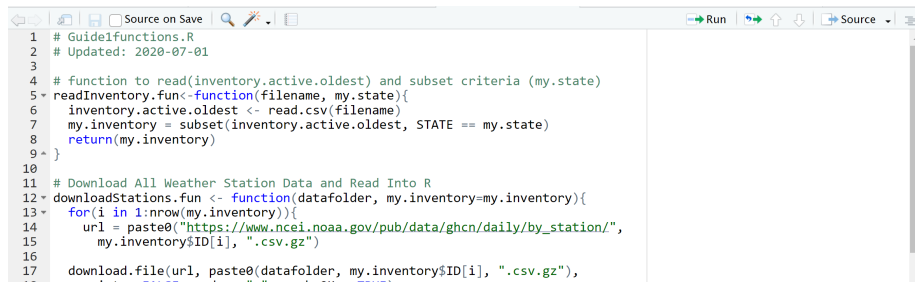 Source on Save Run Source
1 # Guide1functions.R
2 # Updated: 2020-07-01
3
4 # function to read(inventory.active.oldest) and subset criteria (my.state)
5 readInventory.fun<-function(filename, my.state){
6   inventory.active.oldest <- read.csv(filename)
7   my.inventory = subset(inventory.active.oldest, STATE == my.state)
8   return(my.inventory)
9 }
10
11 # Download All Weather Station Data and Read Into R
12 downloadStations.fun <- function(datafolder, my.inventory=my.inventory){
13   for(i in 1:nrow(my.inventory)){
14     url = paste0("https://www.ncei.noaa.gov/pub/data/ghcn/daily/by_station/",
15       my.inventory$ID[i], ".csv.gz")
16
17   download.file(url, paste0(datafolder, my.inventory$ID[i], ".csv.gz"),